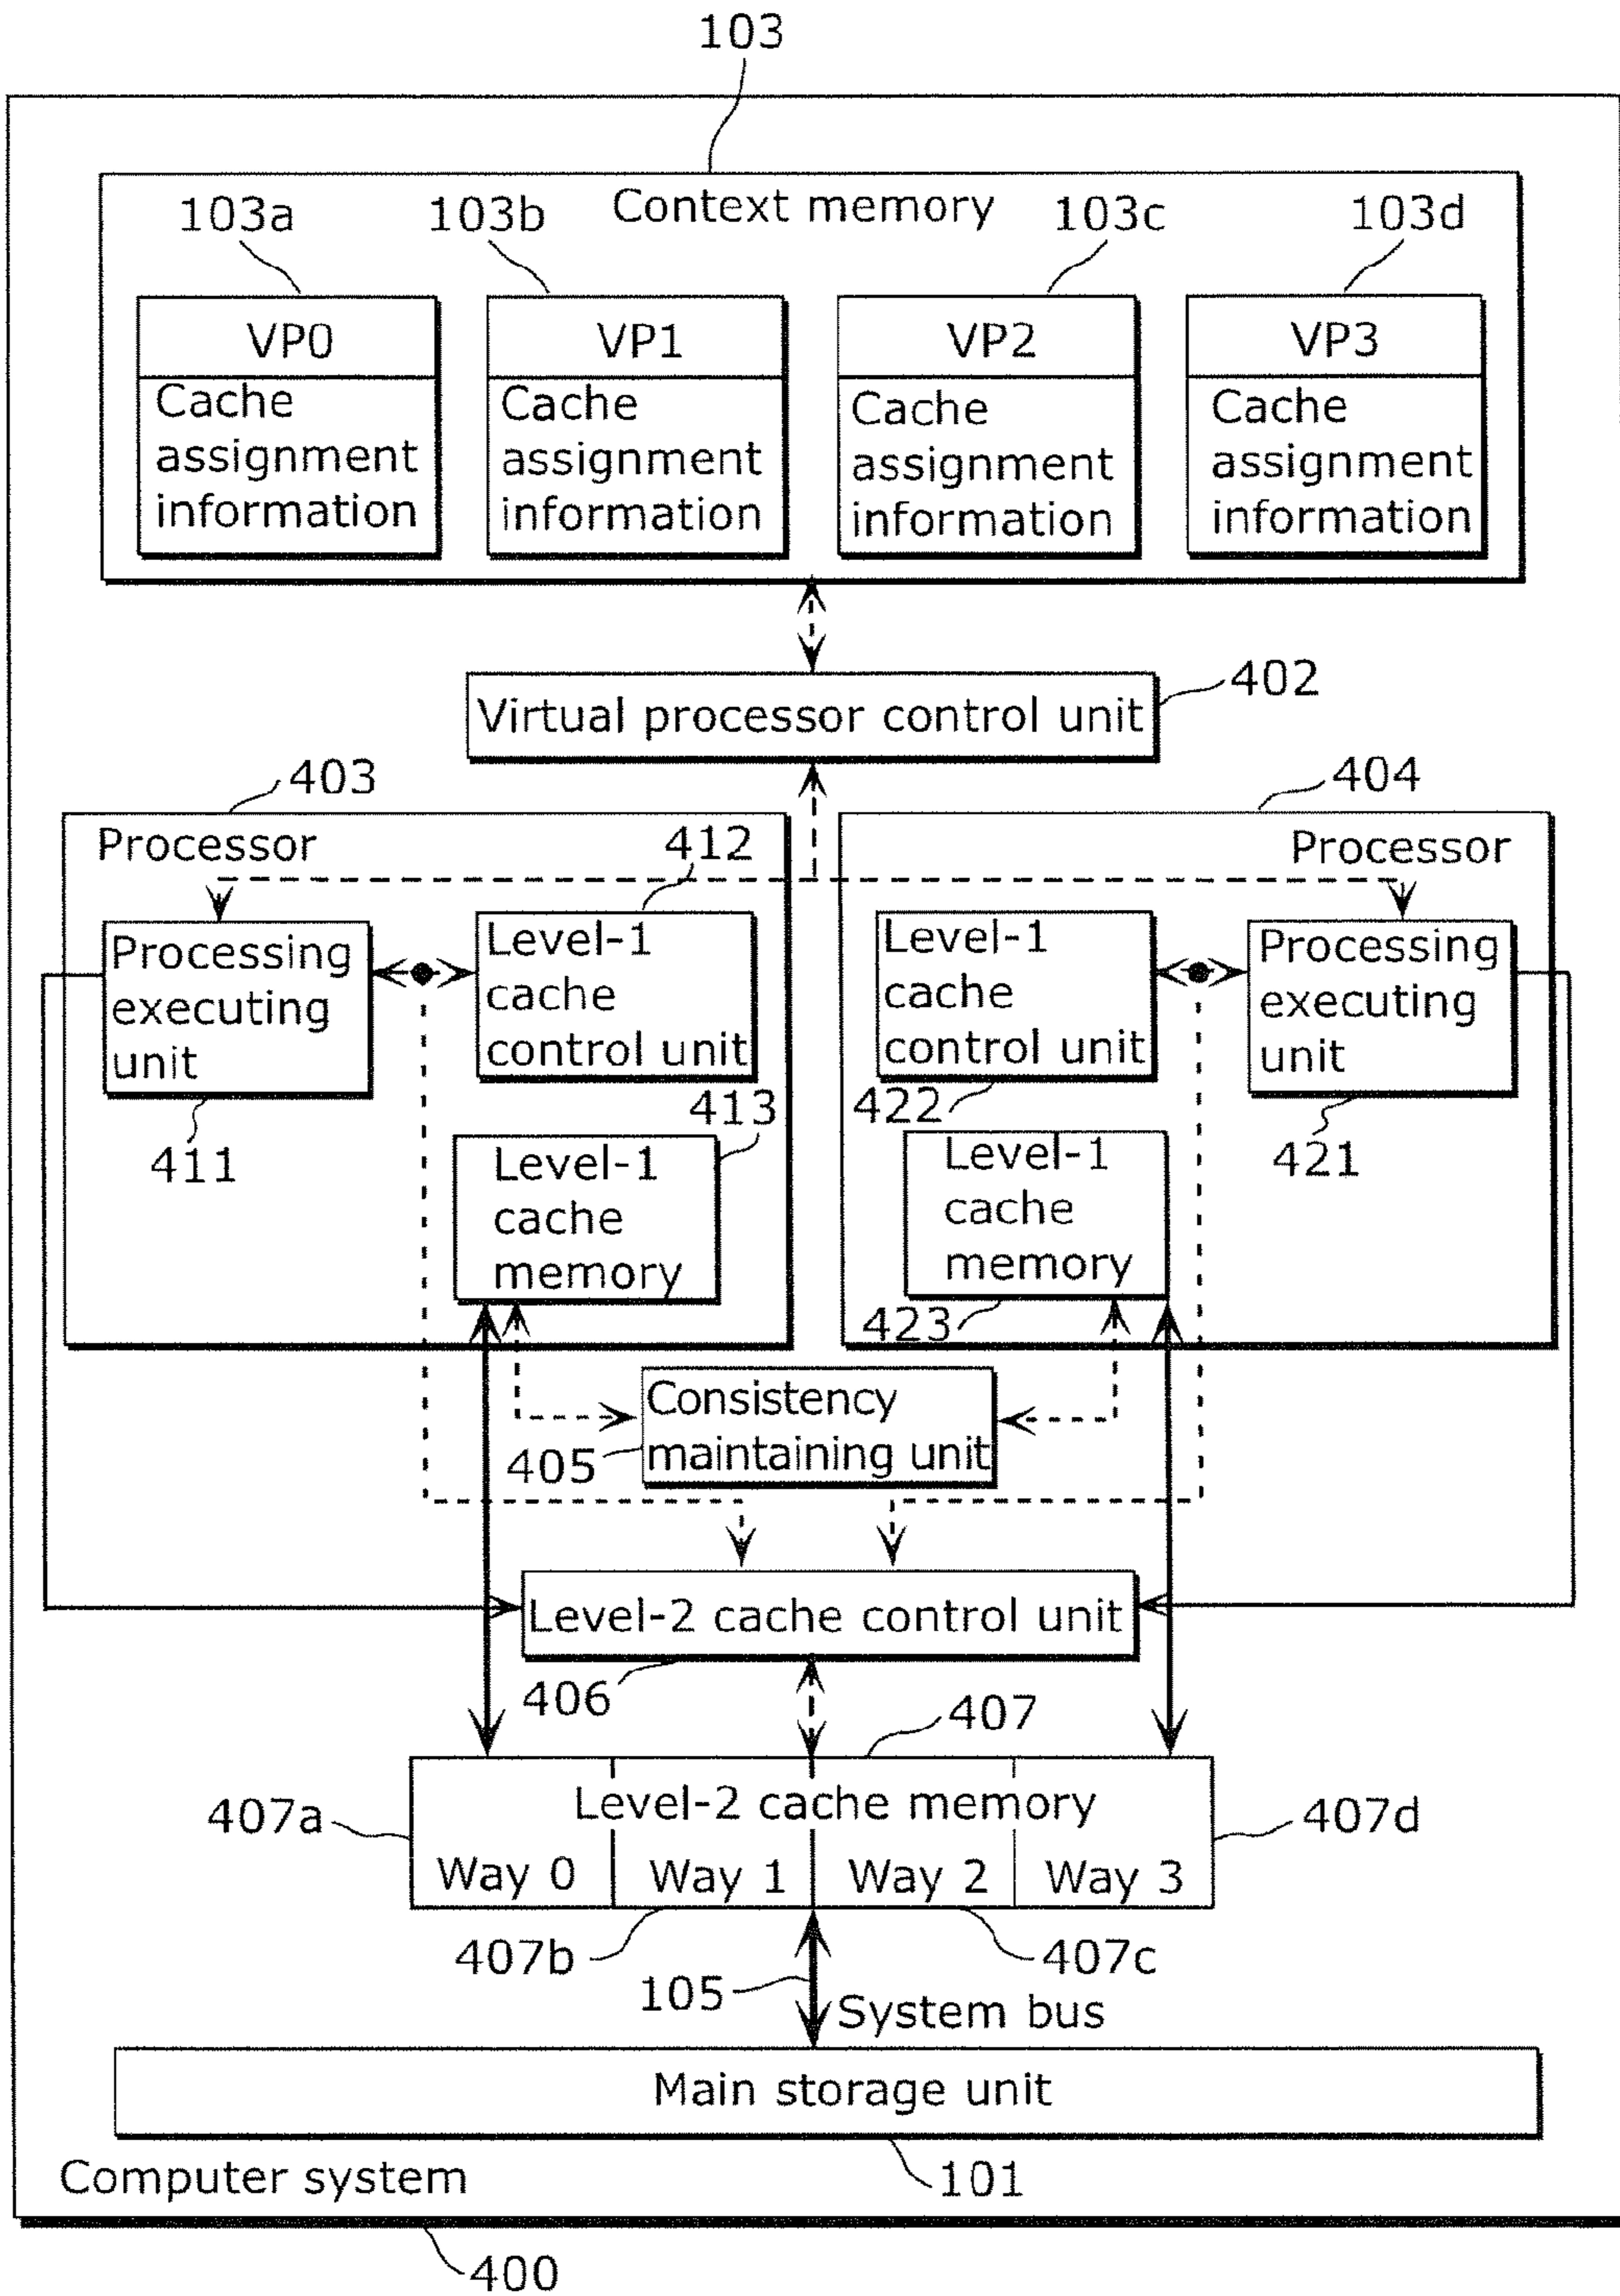 103
Context memory
103a
103b
103c
103d
VP0
VP1
VP2
VP3
Cache
assignment
information
Cache
assignment
information
Cache
assignment
information
Cache
assignment
information
Virtual processor control unit
402
403
404
Processor
412
Processor
Processing
executing
unit
411
Level-1
cache
control unit
413
Level-1
cache
memory
Level-1
cache
control unit
422
Processing
executing
unit
421
Level-1
cache
memory
423
Consistency
maintaining unit
405
Level-2 cache control unit
406
407
407a
Level-2 cache memory
407d
Way 0
Way 1
Way 2
Way 3
407b
407c
105
System bus
Main storage unit
Computer system
101
400